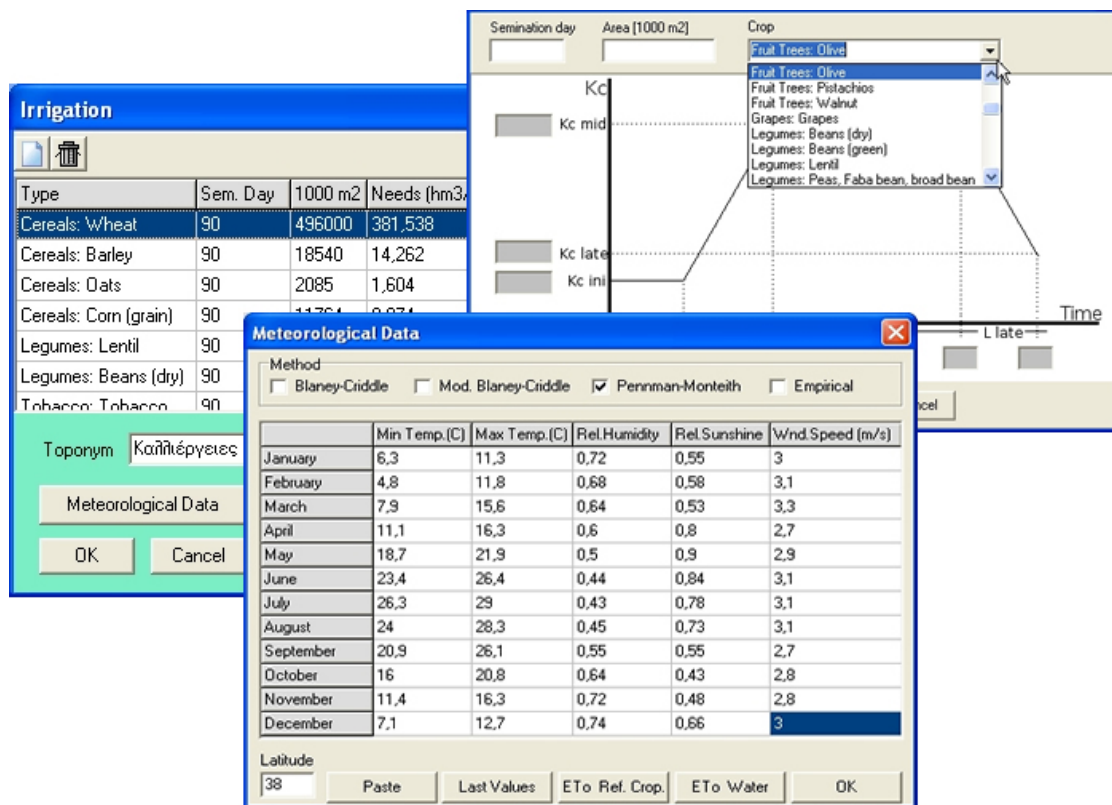 Semination day Area [1000 m2] Crop
Fruit Trees: Olive
Fruit Trees: Olive
Fruit Trees: Pistachios
Fruit Trees: Walnut
Grapes: Grapes
Legumes: Beans (dry)
Legumes: Beans (green)
Legumes: Lentil
Legumes: Peas, Faba bean, broad bean
Kc
Kc mid
Kc late
Kc ini
Time
L late
Irrigation
Type Sem. Day 1000 m2 Needs (hm3/
Cereals: Wheat 90 496000 381,538
Cereals: Barley 90 18540 14,262
Cereals: Oats 90 2085 1,604
Cereals: Corn (grain) 90
Legumes: Lentil 90
Legumes: Beans (dry) 90
Tobacco: Tobacco 90
Toponym Καλλιέργειες
Meteorological Data
OK Cancel
Meteorological Data
Method
Blaney-Criddle Mod. Blaney-Criddle Pennman-Monteith Empirical
Min Temp.(C) Max Temp.(C) Rel.Humidity Rel.Sunshine Wnd.Speed (m/s)
January 6,3 11,3 0,72 0,55 3
February 4,8 11,8 0,68 0,58 3,1
March 7,9 15,6 0,64 0,53 3,3
April 11,1 16,3 0,6 0,8 2,7
May 18,7 21,9 0,5 0,9 2,9
June 23,4 26,4 0,44 0,84 3,1
July 26,3 29 0,43 0,78 3,1
August 24 28,3 0,45 0,73 3,1
September 20,9 26,1 0,55 0,55 2,7
October 16 20,8 0,64 0,43 2,8
November 11,4 16,3 0,72 0,48 2,8
December 7,1 12,7 0,74 0,66 3
Latitude
38 Paste Last Values ETo Ref. Crop. ETo Water OK
ncel